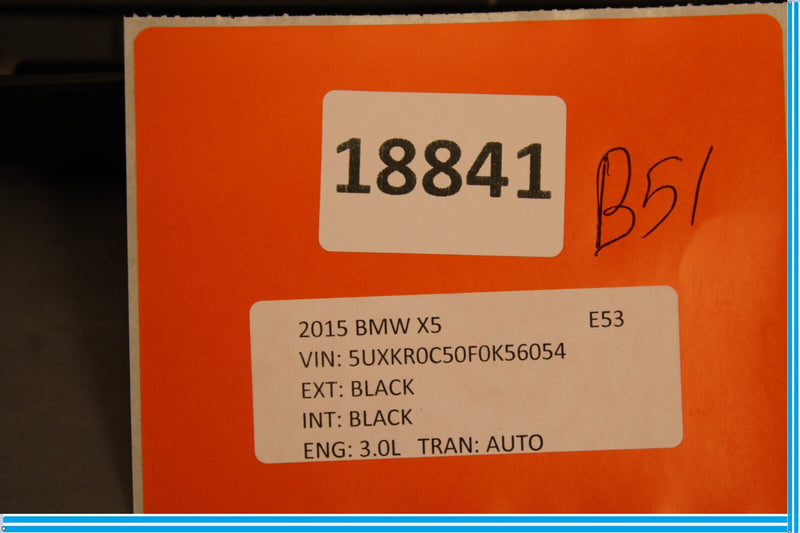 18841
B51
2015 BMW X5 E53
VIN: 5UXKR0C50F0K56054
EXT: BLACK
INT: BLACK
ENG: 3.0L TRAN: AUTO